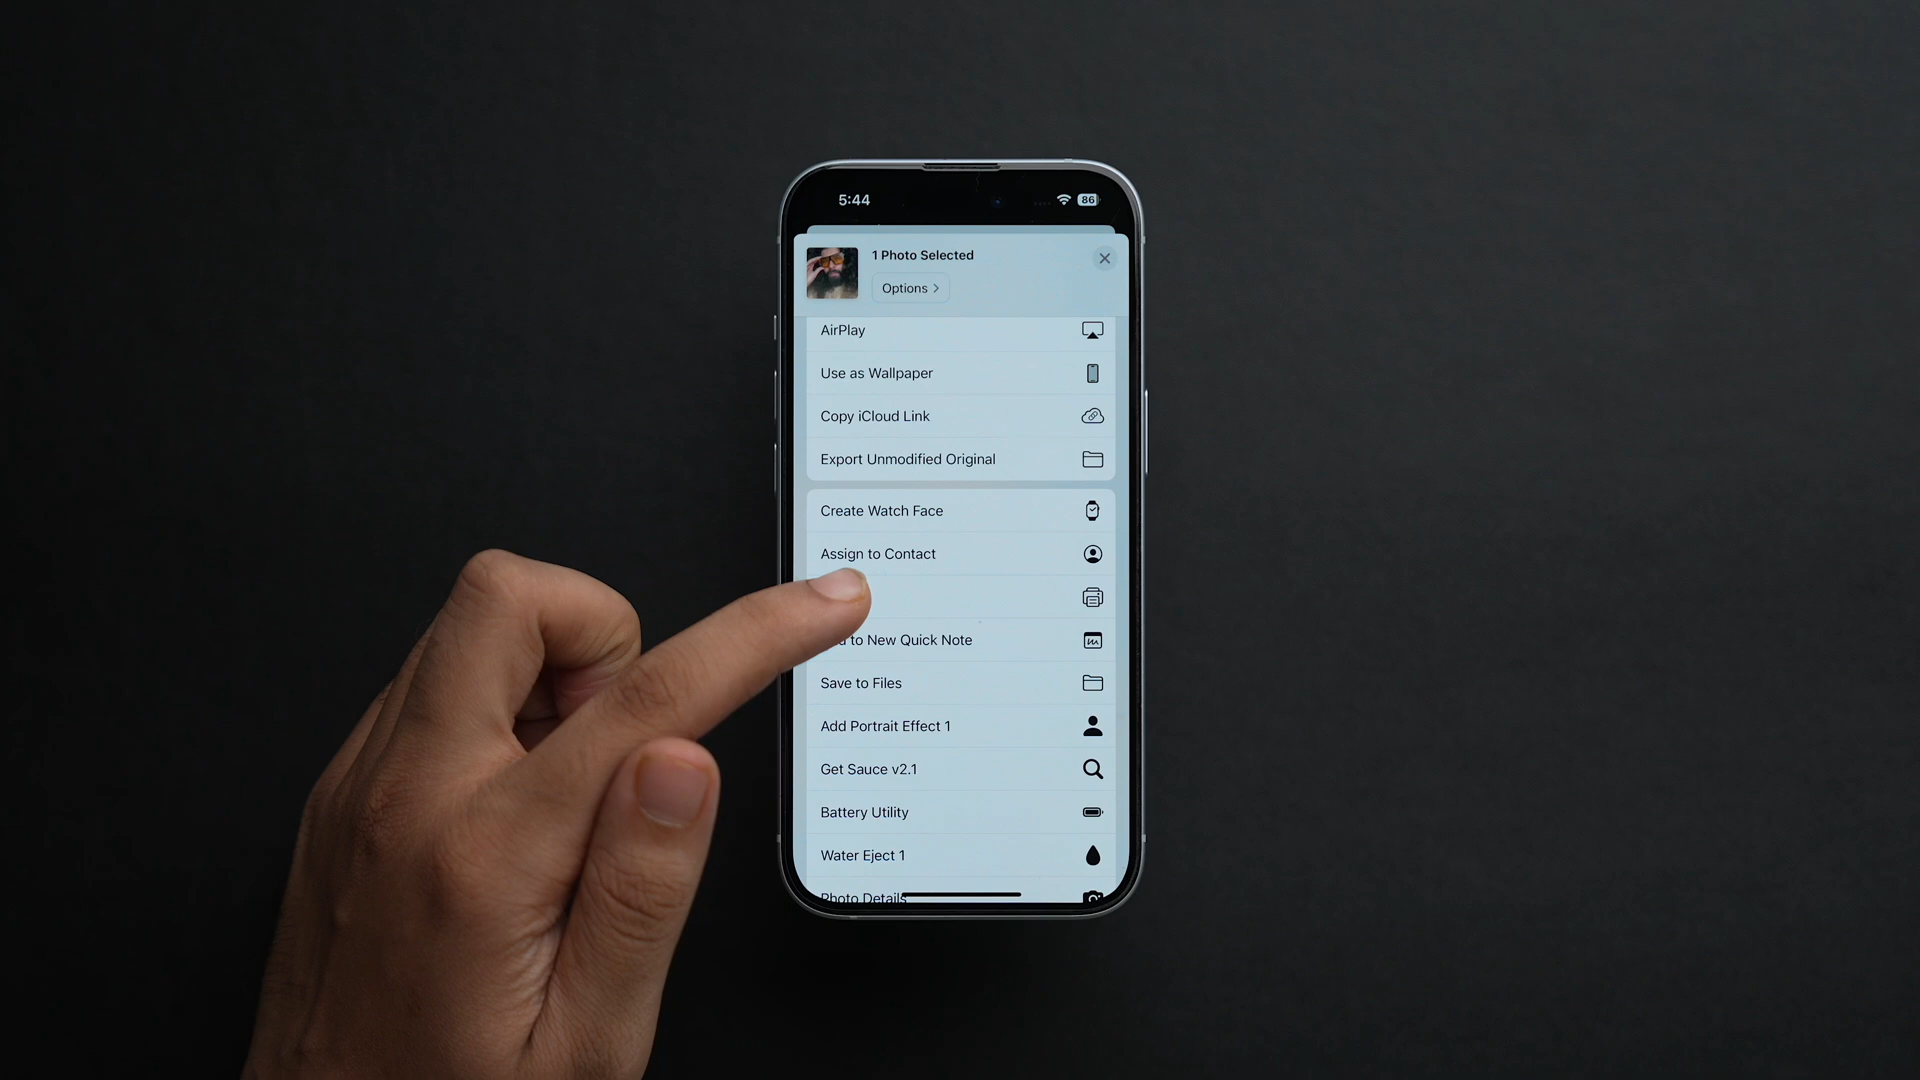 5:44
86
1 Photo Selected
Options
AirPlay
Use as Wallpaper
Copy iCloud Link
Export Unmodified Original
Create Watch Face
Assign to Contact
to New Quick Note
Save to Files
Add Portrait Effect 1
Get Sauce v2.1
Battery Utility
Water Eject 1
Photo Details